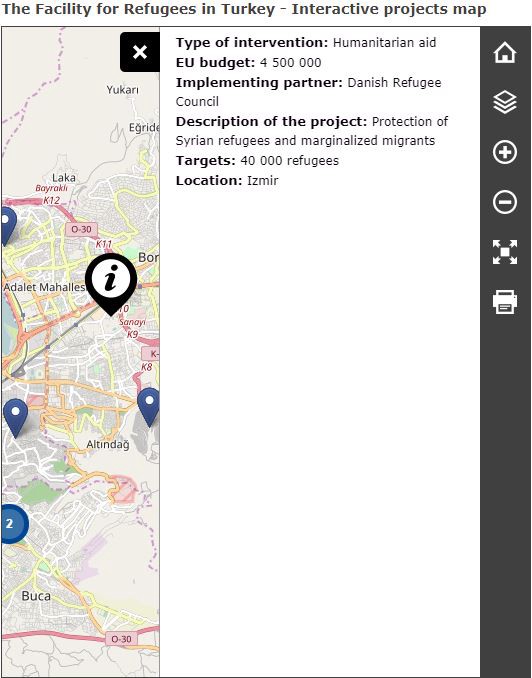 The Facility for Refugees in Turkey - Interactive projects map
Type of intervention: Humanitarian aid
EU budget: 4 500 000
Implementing partner: Danish Refugee
Council
Description of the project: Protection of
Syrian refugees and marginalized migrants
Targets: 40 000 refugees
Location: Izmir
Yukarı
Eğride
Laka
Bayraklı
K12
O-30
K11
Bor
Adalet Mahalles
i
10
Sanayi
K9
K-
K8
Altındağ
2
Buca
O-30